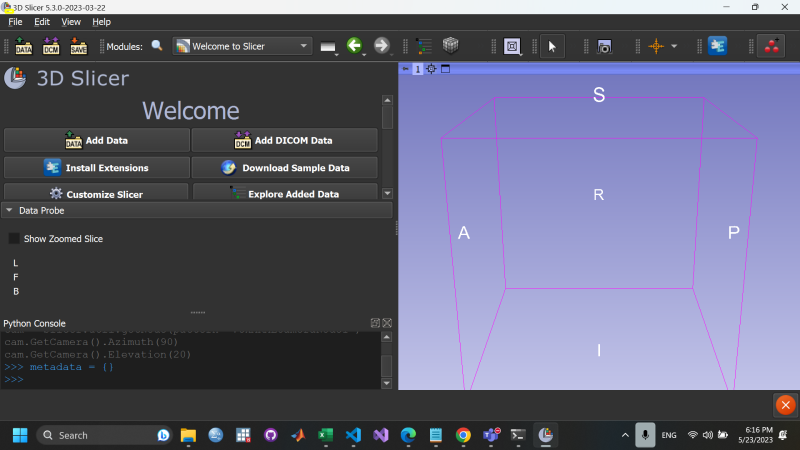 3D Slicer 5.3.0-2023-03-22
File Edit View Help
DATA DCM SAVE Modules: Welcome to Slicer
1
3D Slicer
Welcome
DATA Add Data DCM Add DICOM Data
Install Extensions Download Sample Data
Customize Slicer Explore Added Data
Data Probe
Show Zoomed Slice
L
F
B
Python Console
cam.GetCamera().Azimuth(90)
cam.GetCamera().Elevation(20)
>>> metadata = {}
>>>
S
R
A P
I
Search
ENG
6:16 PM
5/23/2023